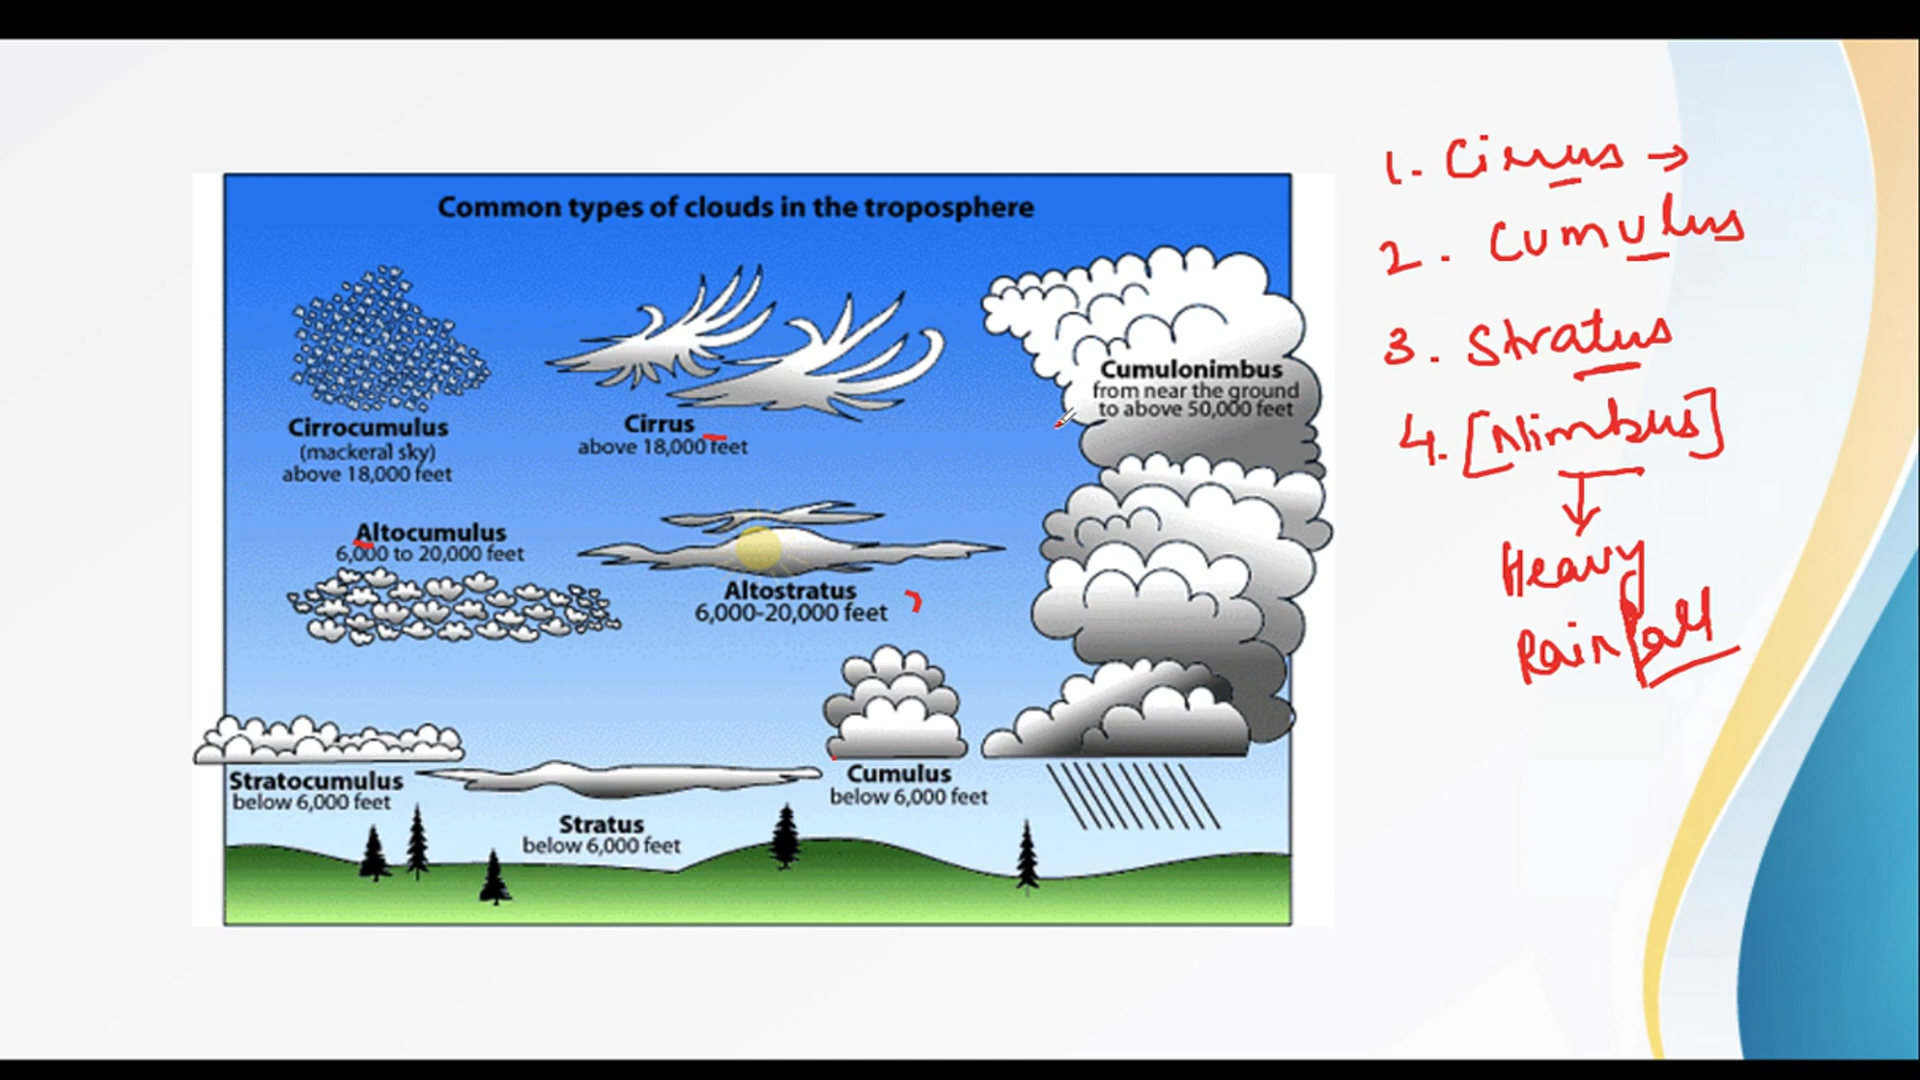 Common types of clouds in the troposphere
Cirrocumulus
(mackeral sky)
above 18,000 feet
Cirrus
above 18,000 feet
Cumulonimbus
from near the ground
to above 50,000 feet
Altocumulus
6,000 to 20,000 feet
Altostratus
6,000-20,000 feet
Stratocumulus
below 6,000 feet
Stratus
below 6,000 feet
Cumulus
below 6,000 feet
1. Cirrus →
2. Cumulus
3. Stratus
4. [Nimbus]
↓
Heavy
Rainfall